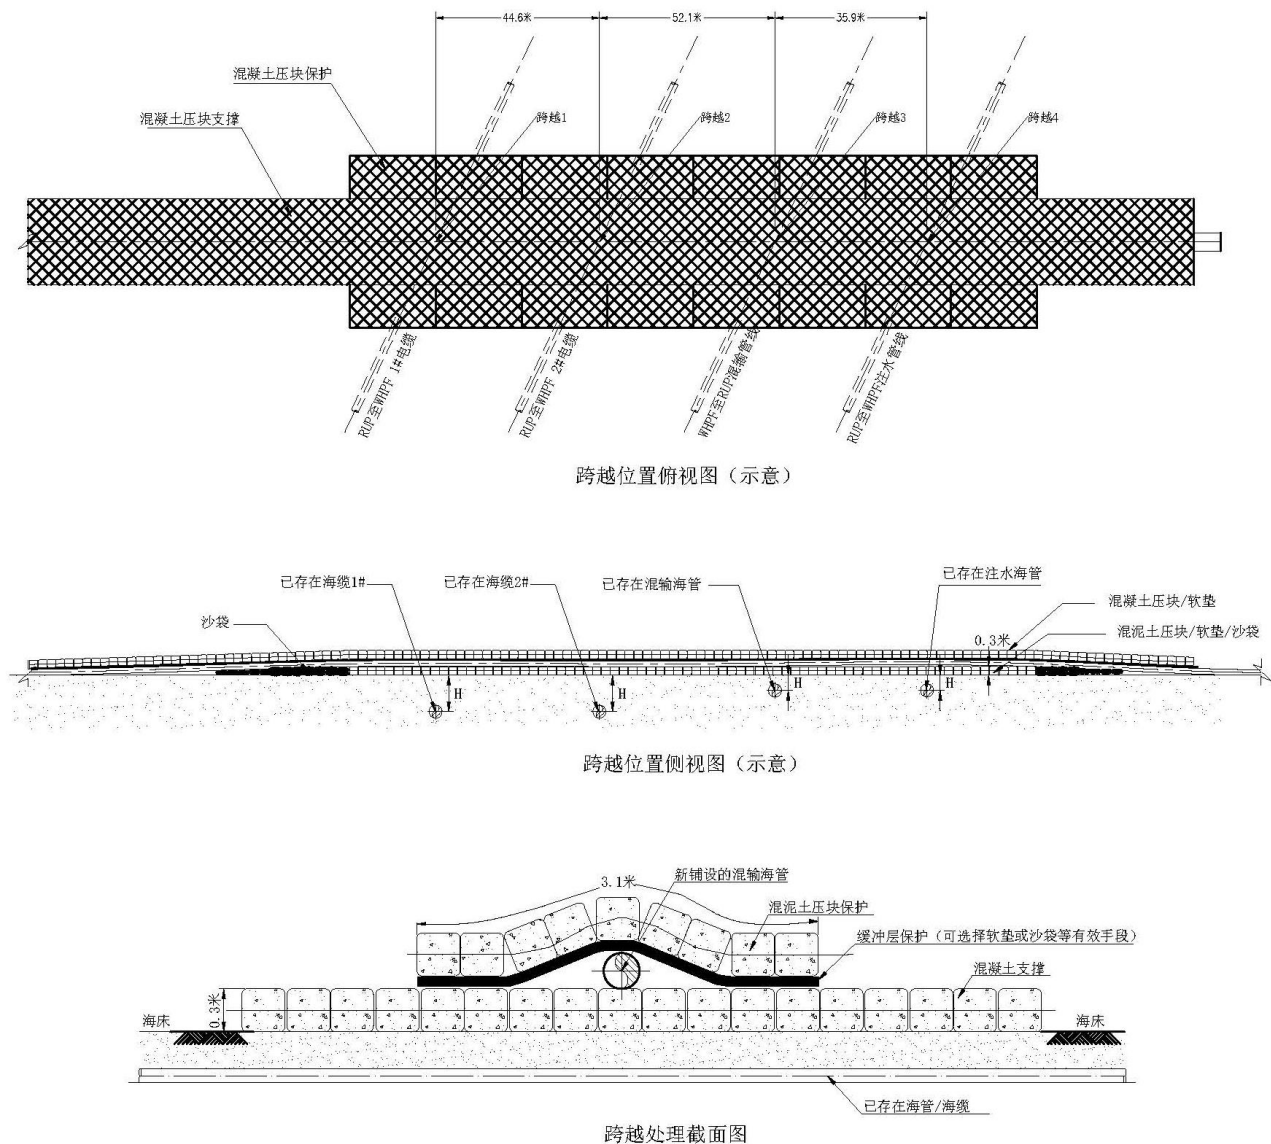 44.6米
52.1米
35.9米
混凝土压块保护
混凝土压块支撑
跨越1
跨越2
跨越3
跨越4
RUP至WHPF 1#电缆
RUP至WHPF 2#电缆
WHPF至RUP混输管线
RUP至WHPF注水管线
跨越位置俯视图（示意）
已存在海缆1#
已存在海缆2#
已存在混输海管
已存在注水海管
混凝土压块/软垫
沙袋
0.3米
混泥土压块/软垫/沙袋
H
H
H
H
跨越位置侧视图（示意）
3.1米
新铺设的混输海管
混泥土压块保护
缓冲层保护（可选择软垫或沙袋等有效手段）
混凝土支撑
0.3米
海床
海床
已存在海管/海缆
跨越处理截面图